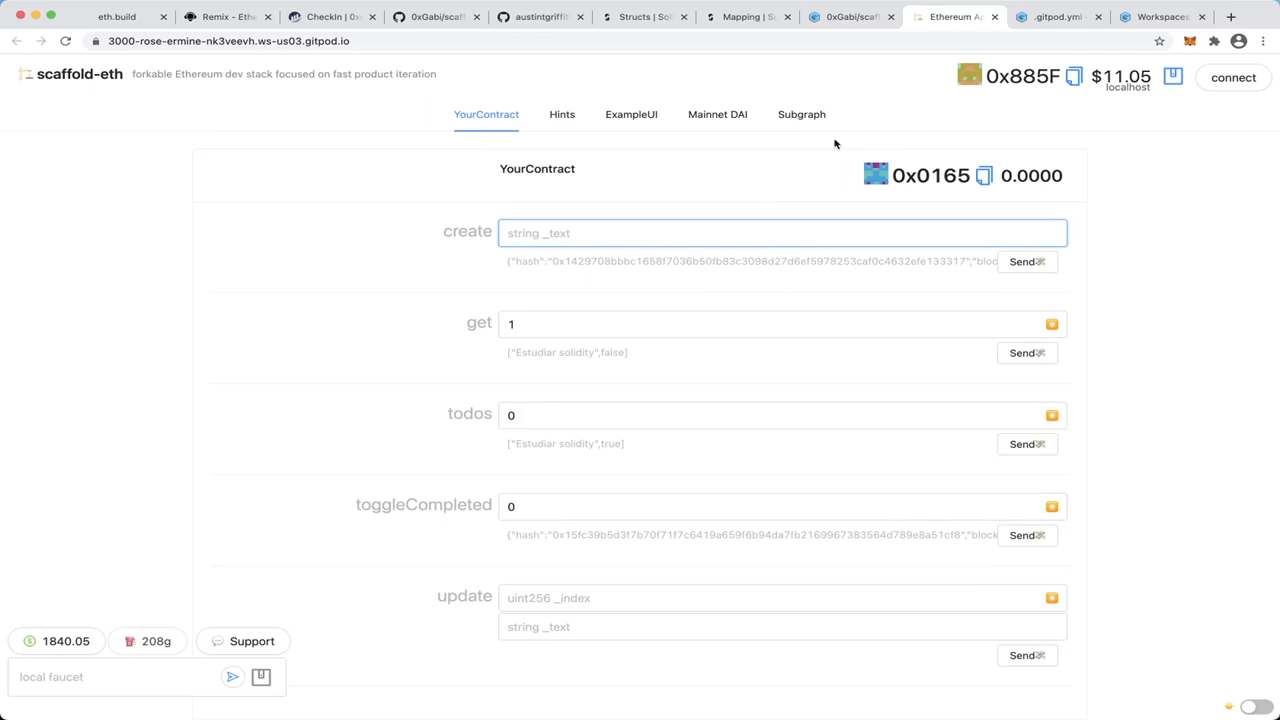 eth.build
Remix - Ethe
CheckIn | 0x
0xGabi/scaff
austintgriffit
Structs | Soli
Mapping | Su
0xGabi/scaff
Ethereum Ap
.gitpod.yml -
Workspaces
3000-rose-ermine-nk3veevh.ws-us03.gitpod.io
scaffold-eth
forkable Ethereum dev stack focused on fast product iteration
0x885F
$11.05
localhost
connect
YourContract
Hints
ExampleUI
Mainnet DAI
Subgraph
YourContract
0x0165
0.0000
create
string _text
{"hash":"0x1429708bbbc1658f7036b50fb83c3098d27d6ef5978253caf0c4632efe133317","bloc
Send
get
1
["Estudiar solidity",false]
Send
todos
0
["Estudiar solidity",true]
Send
toggleCompleted
0
{"hash":"0x15fc39b5d3f7b70f71f7c6419a659f6b94da7fb2169967383564d789e8a51cf8","block
Send
update
uint256 _index
string _text
Send
1840.05
208g
Support
local faucet